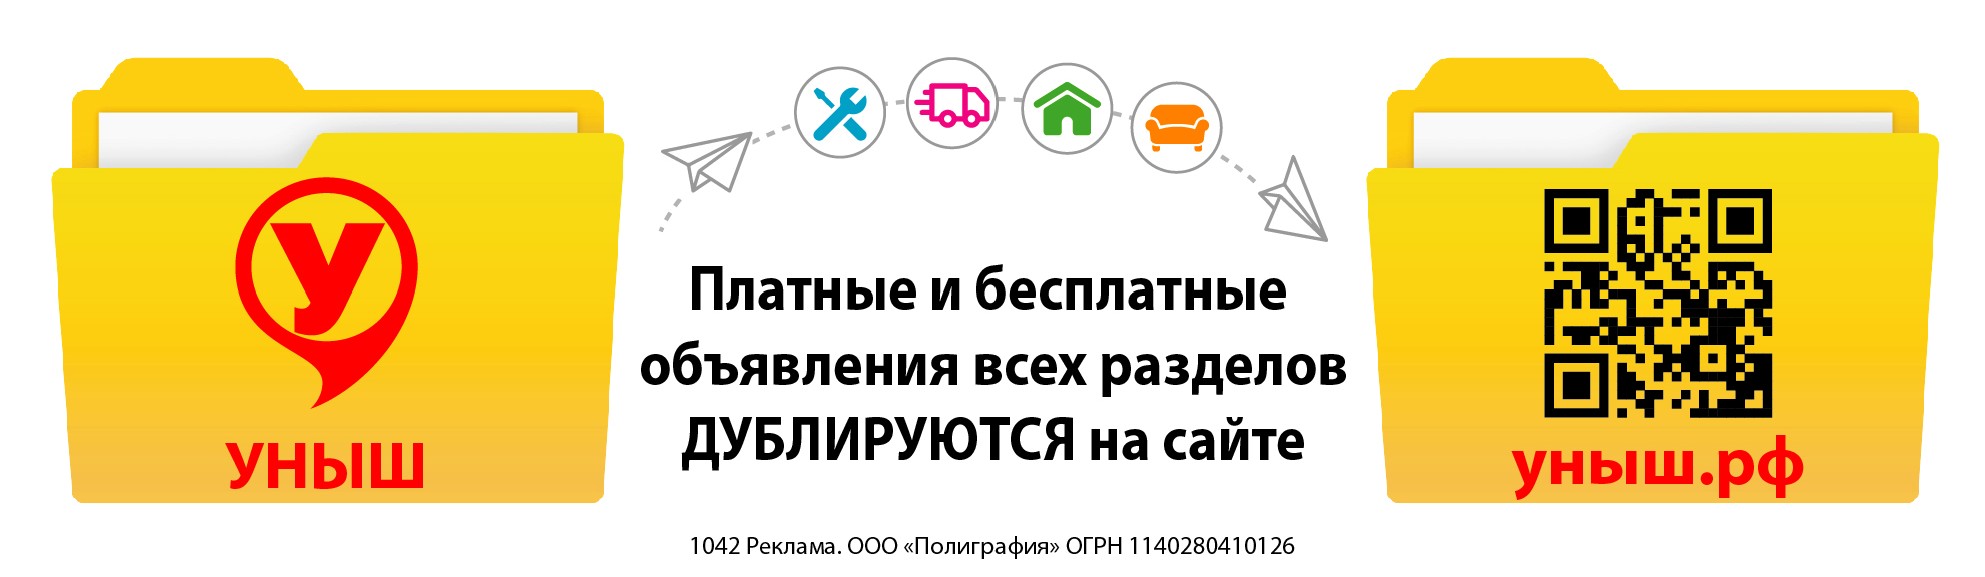 У
УНЫШ
Платные и бесплатные
объявления всех разделов
ДУБЛИРУЮТСЯ на сайте
уныш.рф
1042 Реклама. ООО «Полиграфия» ОГРН 1140280410126